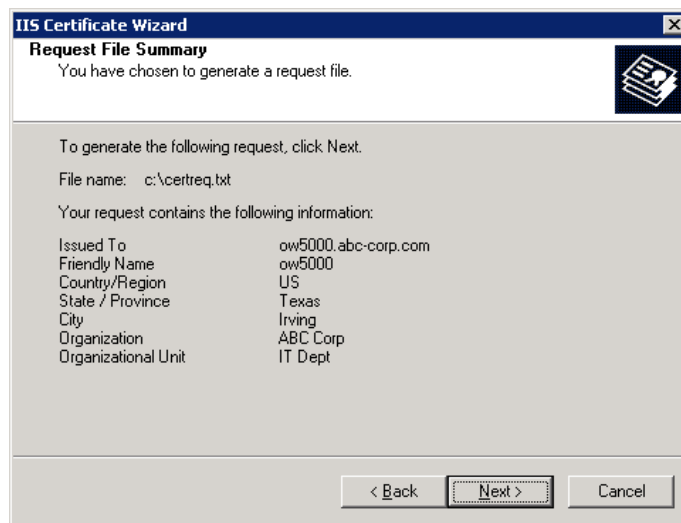 IIS Certificate Wizard
Request File Summary
You have chosen to generate a request file.
To generate the following request, click Next.
File name: c:\certreq.txt
Your request contains the following information:
Issued To ow5000.abc-corp.com
Friendly Name ow5000
Country/Region US
State / Province Texas
City Irving
Organization ABC Corp
Organizational Unit IT Dept
< Back Next > Cancel